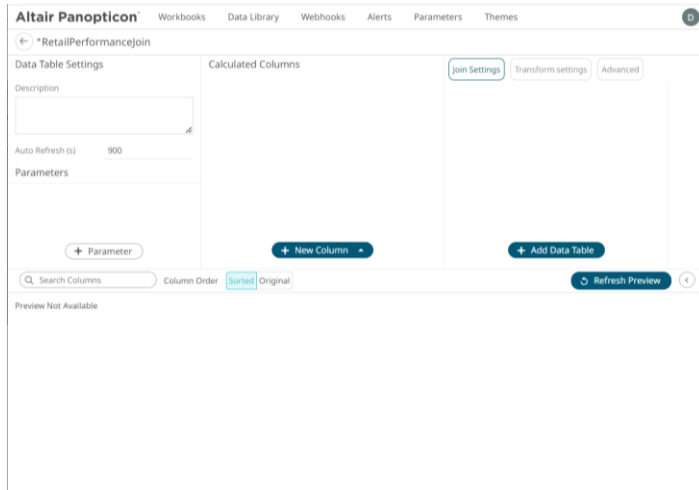 Altair Panopticon™ Workbooks Data Library Webhooks Alerts Parameters Themes D
*RetailPerformanceJoin
Data Table Settings
Description
Auto Refresh (s) 900
Parameters
+ Parameter
Calculated Columns
+ New Column
Join Settings Transform settings Advanced
+ Add Data Table
Search Columns Column Order Sorted Original Refresh Preview
Preview Not Available